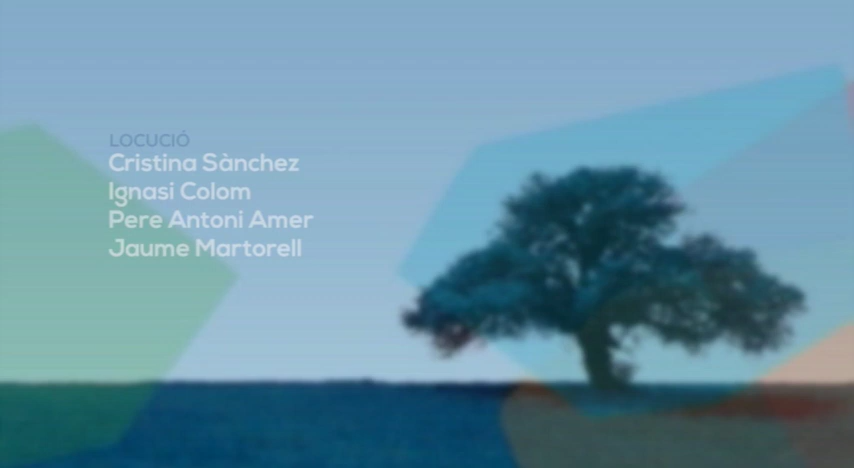 LOCUCIÓ
Cristina Sànchez
Ignasi Colom
Pere Antoni Amer
Jaume Martorell